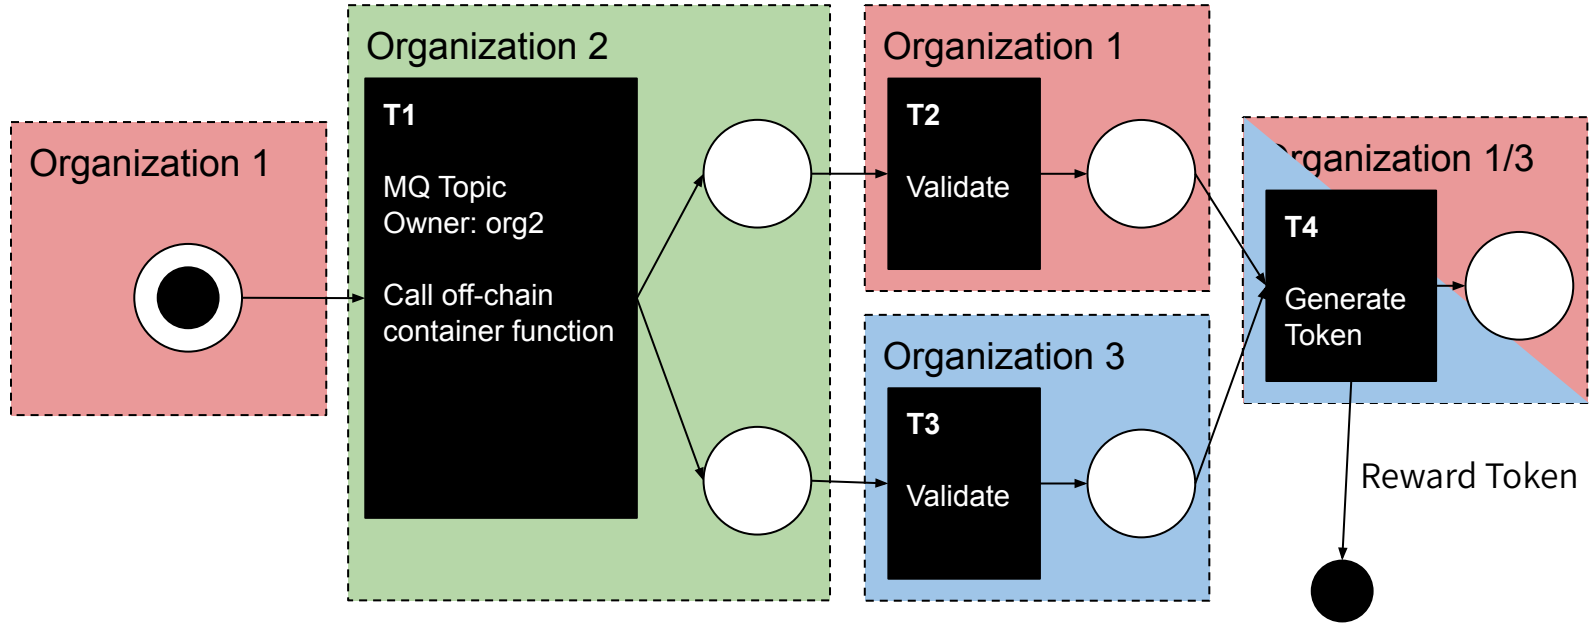 Organization 1
Organization 2
T1
MQ Topic
Owner: org2
Call off-chain
container function
Organization 1
T2
Validate
Organization 3
T3
Validate
Organization 1/3
T4
Generate
Token
Reward Token